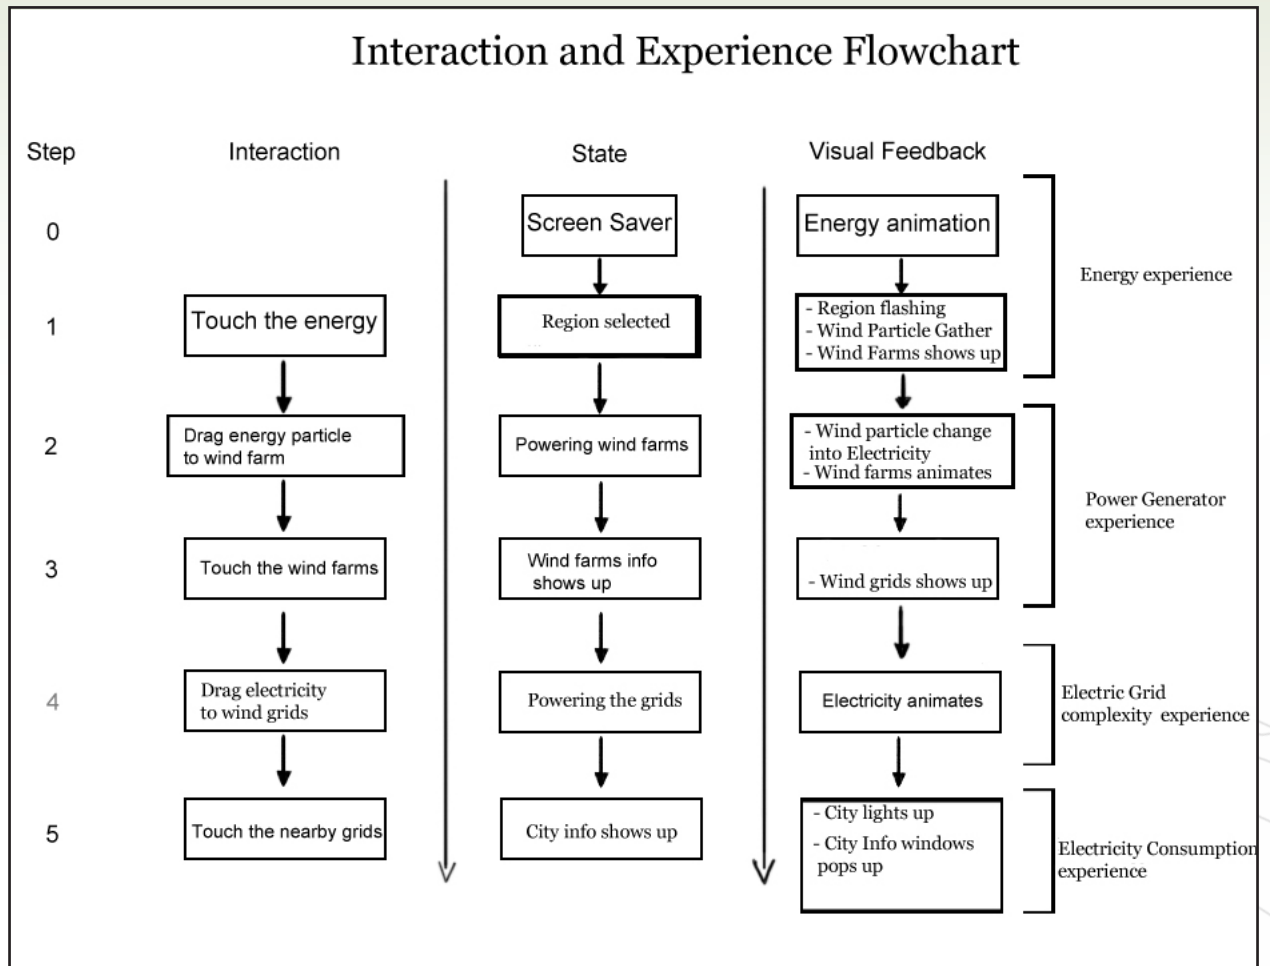 Interaction and Experience Flowchart
Step
Interaction
State
Visual Feedback
0
Screen Saver
Energy animation
Energy experience
1
Touch the energy
Region selected
...
- Region flashing
- Wind Particle Gather
- Wind Farms shows up
2
Drag energy particle
to wind farm
Powering wind farms
- Wind particle change
into Electricity
- Wind farms animates
Power Generator
experience
3
Touch the wind farms
Wind farms info
shows up
- Wind grids shows up
4
Drag electricity
to wind grids
Powering the grids
Electricity animates
Electric Grid
complexity experience
5
Touch the nearby grids
City info shows up
- City lights up
- City Info windows
pops up
Electricity Consumption
experience